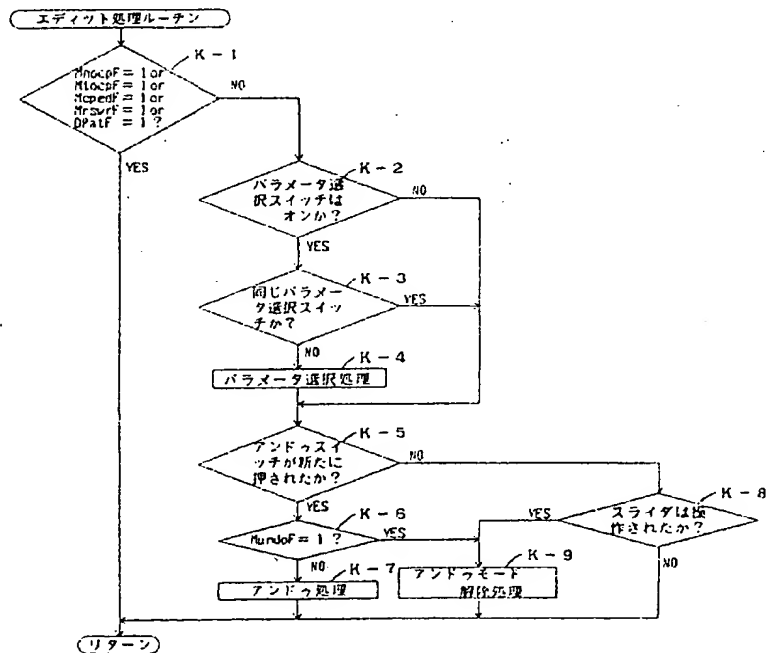 エディット処理ルーチン
K-1
MnocpF = 1 or
MlocpF = 1 or
McpedF = 1 or
MrsvrF = 1 or
DPatF = 1 ?
NO
YES
K-2
パラメータ選
択スイッチは
オンか?
NO
YES
K-3
同じパラメー
タ選択スイッ
チか?
YES
NO
K-4
パラメータ選択処理
K-5
アンドゥスイ
ッチが新たに
押されたか?
NO
YES
K-6
MundoF = 1 ?
YES
NO
K-7
アンドゥ処理
K-8
スライダは操
作されたか?
YES
NO
K-9
アンドゥモード
解除処理
リターン